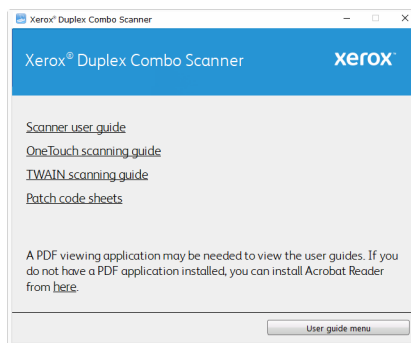 Xerox® Duplex Combo Scanner
Xerox® Duplex Combo Scanner
xerox™
Scanner user guide
OneTouch scanning guide
TWAIN scanning guide
Patch code sheets
A PDF viewing application may be needed to view the user guides. If you
do not have a PDF application installed, you can install Acrobat Reader
from here.
User guide menu